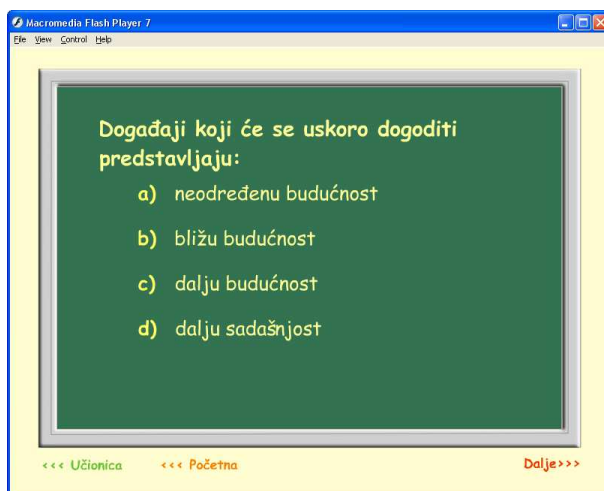 Macromedia Flash Player 7
File View Control Help
Događaji koji će se uskoro dogoditi
predstavljaju:
a) neodređenu budućnost
b) bližu budućnost
c) dalju budućnost
d) dalju sadašnjost
<<< Učionica <<< Početna Dalje>>>